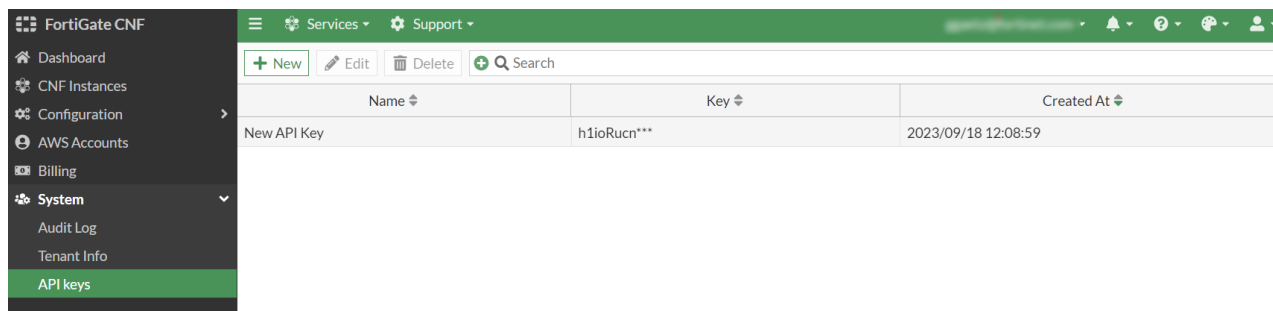 FortiGate CNF
Services Support
Dashboard
CNF Instances
Configuration
AWS Accounts
Billing
System
Audit Log
Tenant Info
API keys
New Edit Delete Search
Name Key Created At
New API Key h1ioRucn*** 2023/09/18 12:08:59